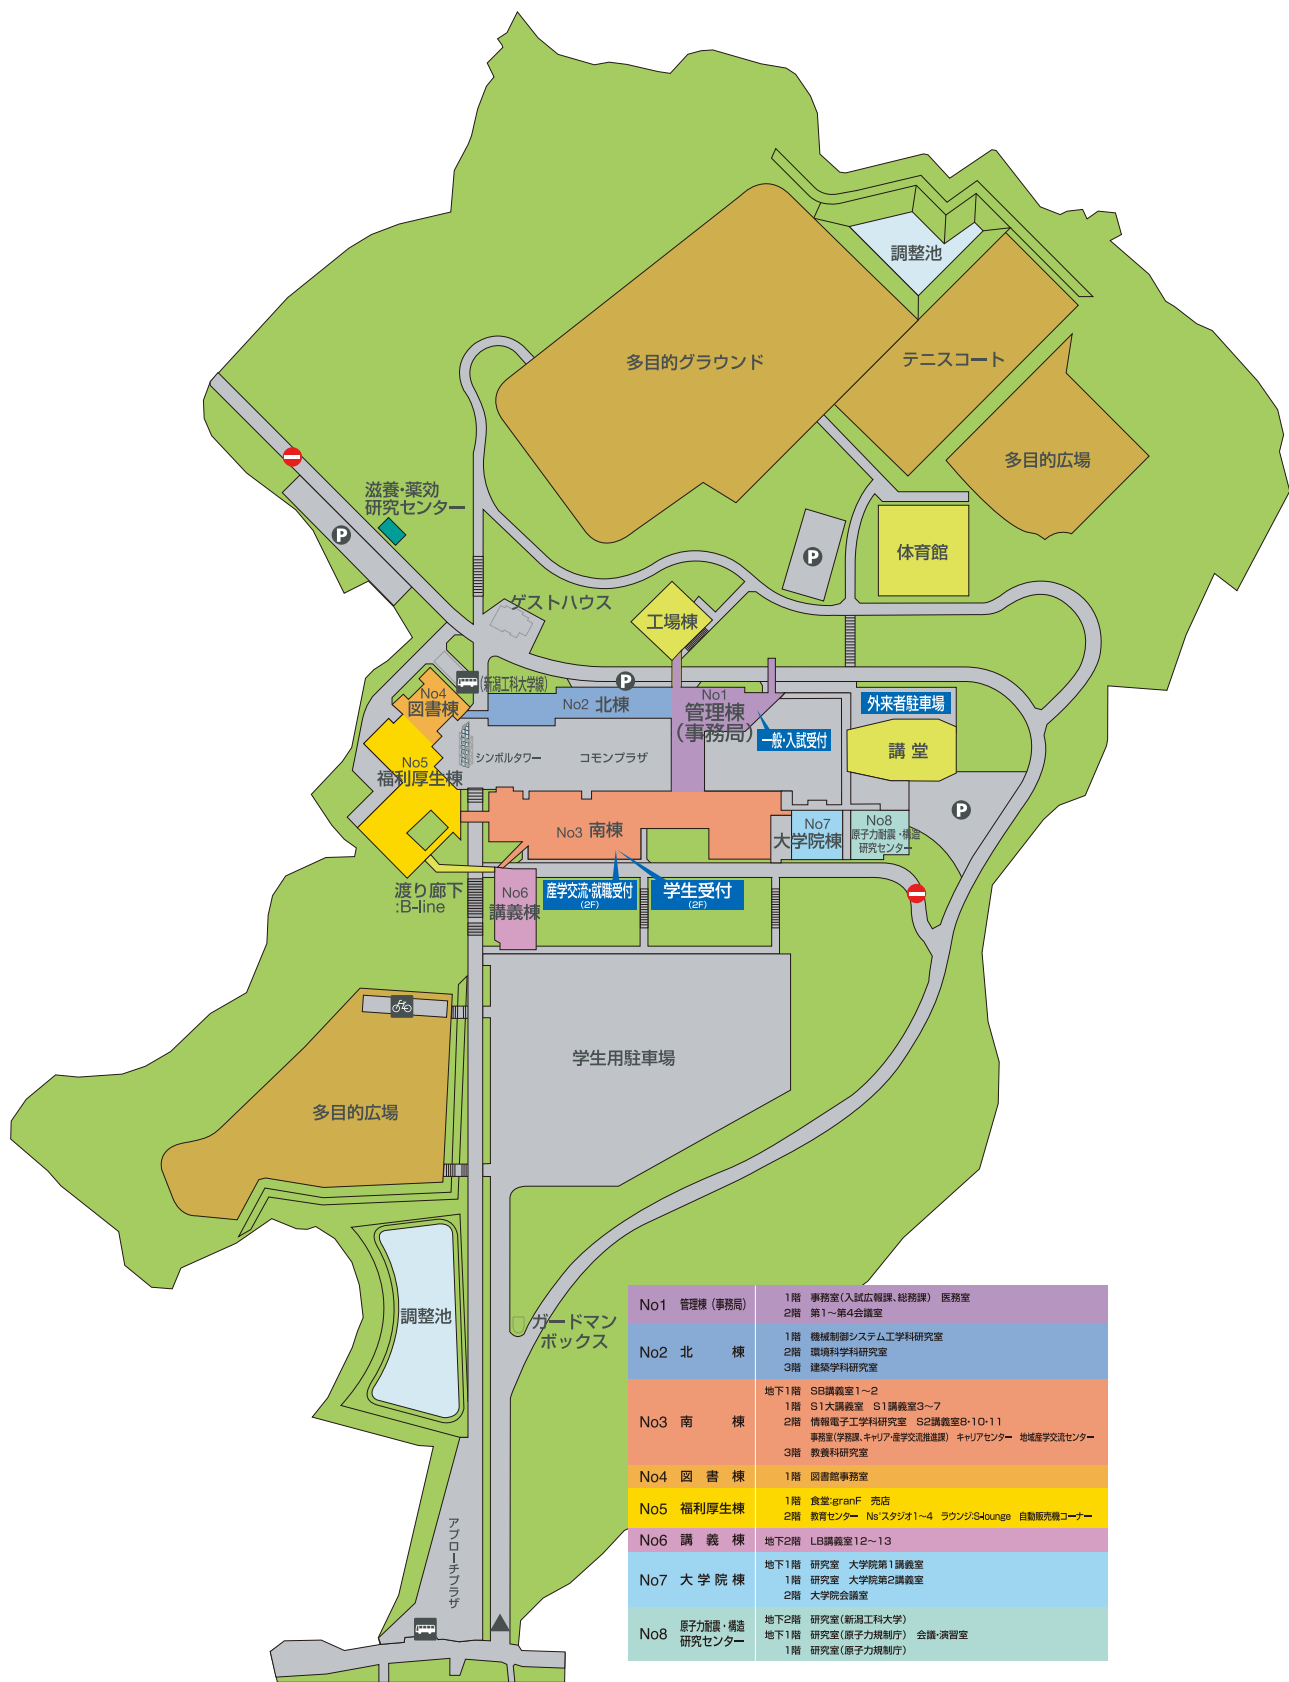 調整池
多目的グラウンド
テニスコート
多目的広場
滋養・薬効
研究センター
P
P
体育館
ゲストハウス
工場棟
(新潟工科大学線)
P
No4
図書棟
No2 北棟
No1
管理棟
(事務局)
外来者駐車場
一般・入試受付
講堂
シンボルタワー
コモンプラザ
No5
福利厚生棟
P
No3 南棟
No7
大学院棟
No8
原子力耐震・構造
研究センター
渡り廊下
:B-line
No6
講義棟
産学交流・就職受付
(2F)
学生受付
(2F)
学生用駐車場
多目的広場
調整池
ガードマン
ボックス
アプローチプラザ
No1 管理棟(事務局)
1階 事務室(入試広報課、総務課) 医務室
2階 第1〜第4会議室
No2 北棟
1階 機械制御システム工学科研究室
2階 環境科学科研究室
3階 建築学科研究室
No3 南棟
地下1階 SB講義室1〜2
1階 S1大講義室 S1講義室3〜7
2階 情報電子工学科研究室 S2講義室8・10・11
事務室(学務課、キャリア・産学交流推進課) キャリアセンター 地域産学交流センター
3階 教養科研究室
No4 図書棟
1階 図書館事務室
No5 福利厚生棟
1階 食堂:granF 売店
2階 教育センター Ns'スタジオ1〜4 ラウンジ:S-lounge 自動販売機コーナー
No6 講義棟
地下2階 LB講義室12〜13
No7 大学院棟
地下1階 研究室 大学院第1講義室
1階 研究室 大学院第2講義室
2階 大学院会議室
No8 原子力耐震・構造
研究センター
地下2階 研究室(新潟工科大学)
地下1階 研究室(原子力規制庁) 会議・演習室
1階 研究室(原子力規制庁)